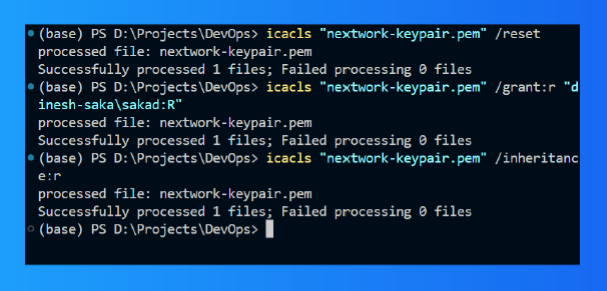 (base) PS D:\Projects\DevOps> icacls "nextwork-keypair.pem" /reset
processed file: nextwork-keypair.pem
Successfully processed 1 files; Failed processing 0 files
(base) PS D:\Projects\DevOps> icacls "nextwork-keypair.pem" /grant:r "d
inesh-saka\sakad:R"
processed file: nextwork-keypair.pem
Successfully processed 1 files; Failed processing 0 files
(base) PS D:\Projects\DevOps> icacls "nextwork-keypair.pem" /inheritanc
e:r
processed file: nextwork-keypair.pem
Successfully processed 1 files; Failed processing 0 files
(base) PS D:\Projects\DevOps>